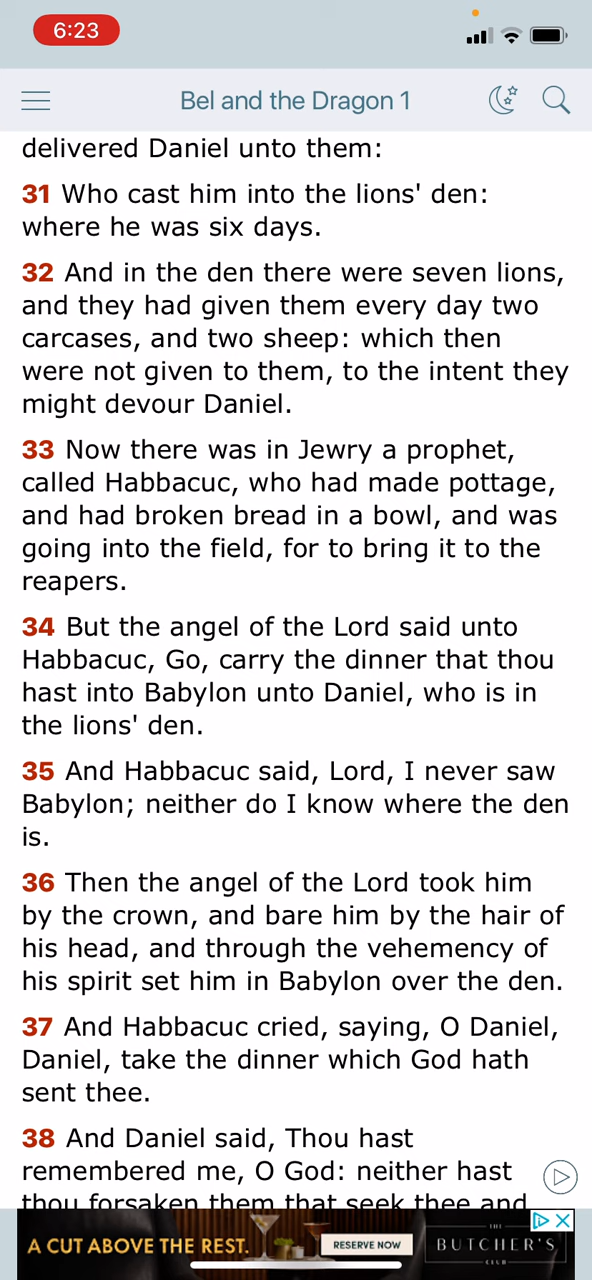 6:23
Bel and the Dragon 1
delivered Daniel unto them:
31 Who cast him into the lions' den:
where he was six days.
32 And in the den there were seven lions,
and they had given them every day two
carcases, and two sheep: which then
were not given to them, to the intent they
might devour Daniel.
33 Now there was in Jewry a prophet,
called Habbacuc, who had made pottage,
and had broken bread in a bowl, and was
going into the field, for to bring it to the
reapers.
34 But the angel of the Lord said unto
Habbacuc, Go, carry the dinner that thou
hast into Babylon unto Daniel, who is in
the lions' den.
35 And Habbacuc said, Lord, I never saw
Babylon; neither do I know where the den
is.
36 Then the angel of the Lord took him
by the crown, and bare him by the hair of
his head, and through the vehemency of
his spirit set him in Babylon over the den.
37 And Habbacuc cried, saying, O Daniel,
Daniel, take the dinner which God hath
sent thee.
38 And Daniel said, Thou hast
remembered me, O God: neither hast
thou forsaken them that seek thee and
A CUT ABOVE THE REST.
RESERVE NOW
THE
BUTCHER'S
CLUB